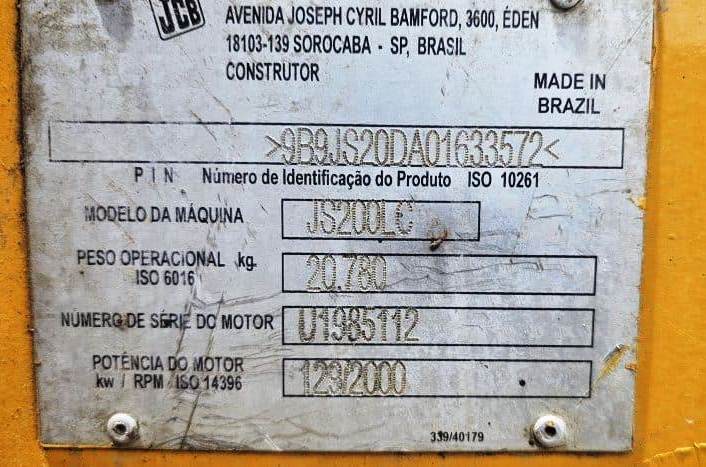 JCB
AVENIDA JOSEPH CYRIL BAMFORD, 3600, ÉDEN
18103-139 SOROCABA - SP, BRASIL
CONSTRUTOR
MADE IN
BRAZIL
>9B9JS20DA01633572<
PIN Número de Identificação do Produto ISO 10261
MODELO DA MÁQUINA JS200LC
PESO OPERACIONAL kg. 20.780
ISO 6016
NÚMERO DE SÉRIE DO MOTOR U1985112
POTÊNCIA DO MOTOR 123/2000
kw / RPM / ISO 14396
339/40179